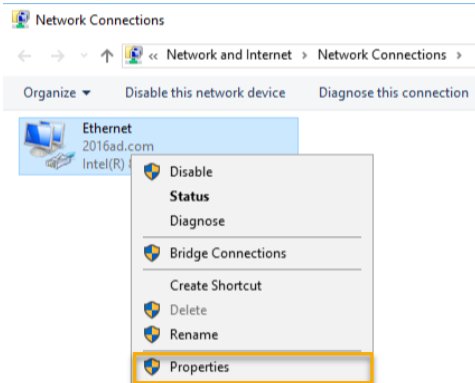 Network Connections
« Network and Internet > Network Connections >
Organize Disable this network device Diagnose this connection
Ethernet
2016ad.com
Intel(R)
Disable
Status
Diagnose
Bridge Connections
Create Shortcut
Delete
Rename
Properties